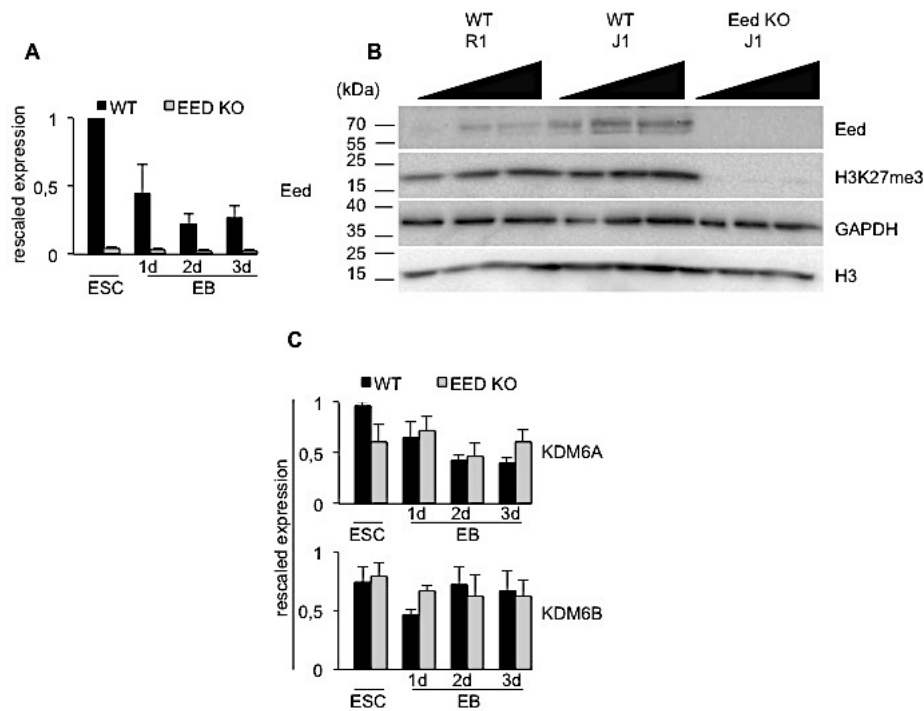 A
WT EED KO
rescaled expression
1
0,5
0
1d 2d 3d
ESC EB
Eed
B
WT WT Eed KO
R1 J1 J1
(kDa)
70
55
Eed
25
15
H3K27me3
40
35
GAPDH
25
15
H3
C
WT EED KO
rescaled expression
1
0,5
0
KDM6A
1d 2d 3d
ESC EB
1
0,5
0
KDM6B
1d 2d 3d
ESC EB